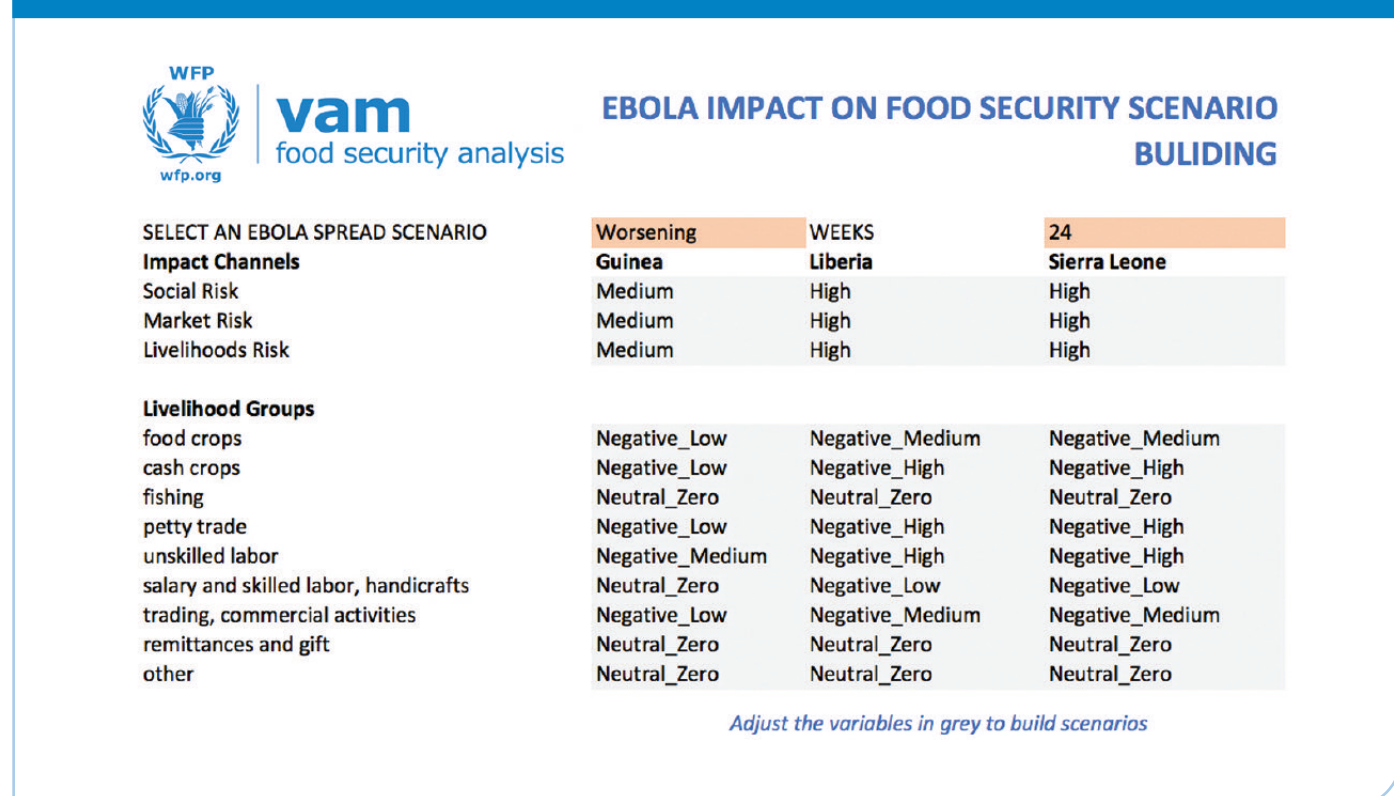 WFP
wfp.org
vam
food security analysis
EBOLA IMPACT ON FOOD SECURITY SCENARIO
BULIDING
SELECT AN EBOLA SPREAD SCENARIO Worsening WEEKS 24
Impact Channels Guinea Liberia Sierra Leone
Social Risk Medium High High
Market Risk Medium High High
Livelihoods Risk Medium High High
Livelihood Groups
food crops Negative_Low Negative_Medium Negative_Medium
cash crops Negative_Low Negative_High Negative_High
fishing Neutral_Zero Neutral_Zero Neutral_Zero
petty trade Negative_Low Negative_High Negative_High
unskilled labor Negative_Medium Negative_High Negative_High
salary and skilled labor, handicrafts Neutral_Zero Negative_Low Negative_Low
trading, commercial activities Negative_Low Negative_Medium Negative_Medium
remittances and gift Neutral_Zero Neutral_Zero Neutral_Zero
other Neutral_Zero Neutral_Zero Neutral_Zero
Adjust the variables in grey to build scenarios